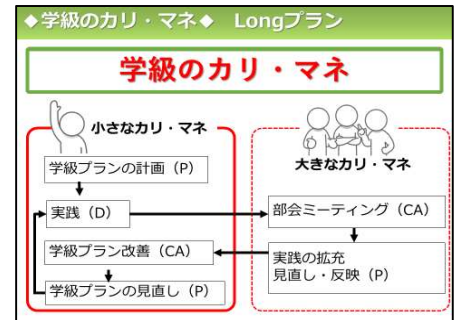 ◆学級のカリ・マネ◆ Longプラン
学級のカリ・マネ
小さなカリ・マネ
学級プランの計画（P）
実践（D）
学級プラン改善（CA）
学級プランの見直し（P）
大きなカリ・マネ
部会ミーティング（CA）
実践の拡充
見直し・反映（P）